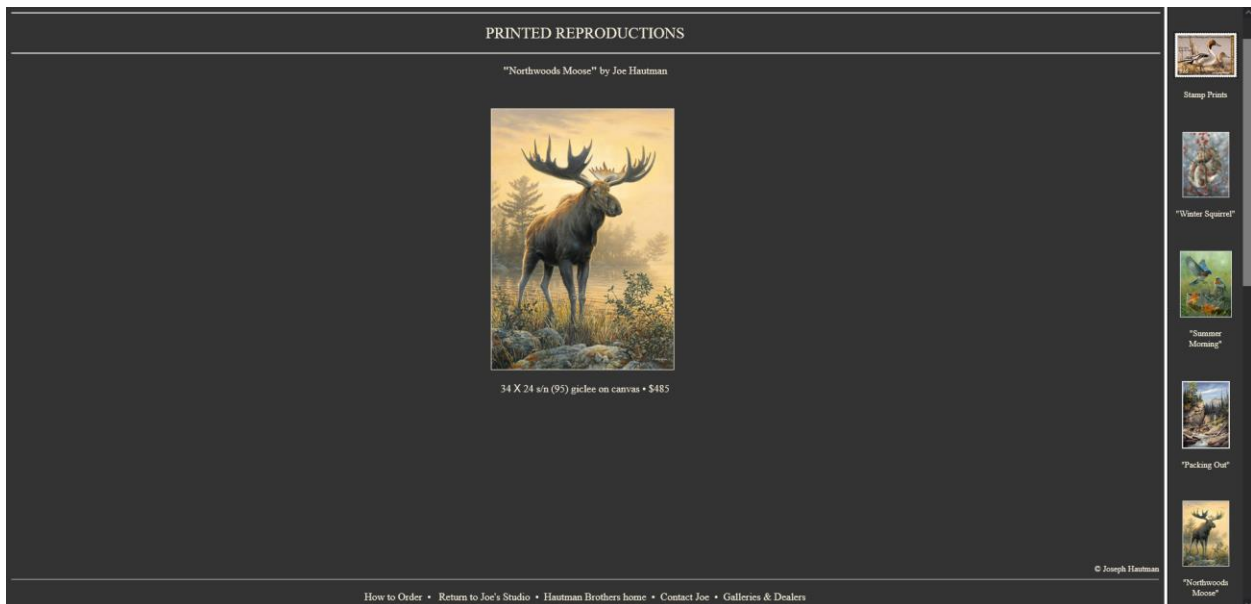 PRINTED REPRODUCTIONS
"'Northwoods Moose'" by Joe Hautman
34 X 24 s/n (95) giclee on canvas • $485
© Joseph Hautman
How to Order • Return to Joe's Studio • Hautman Brothers home • Contact Joe • Galleries & Dealers
Stamp Prints
"Winter Squirrel"
"Summer
Morning"
"Packing Out"
"Northwoods
Moose"